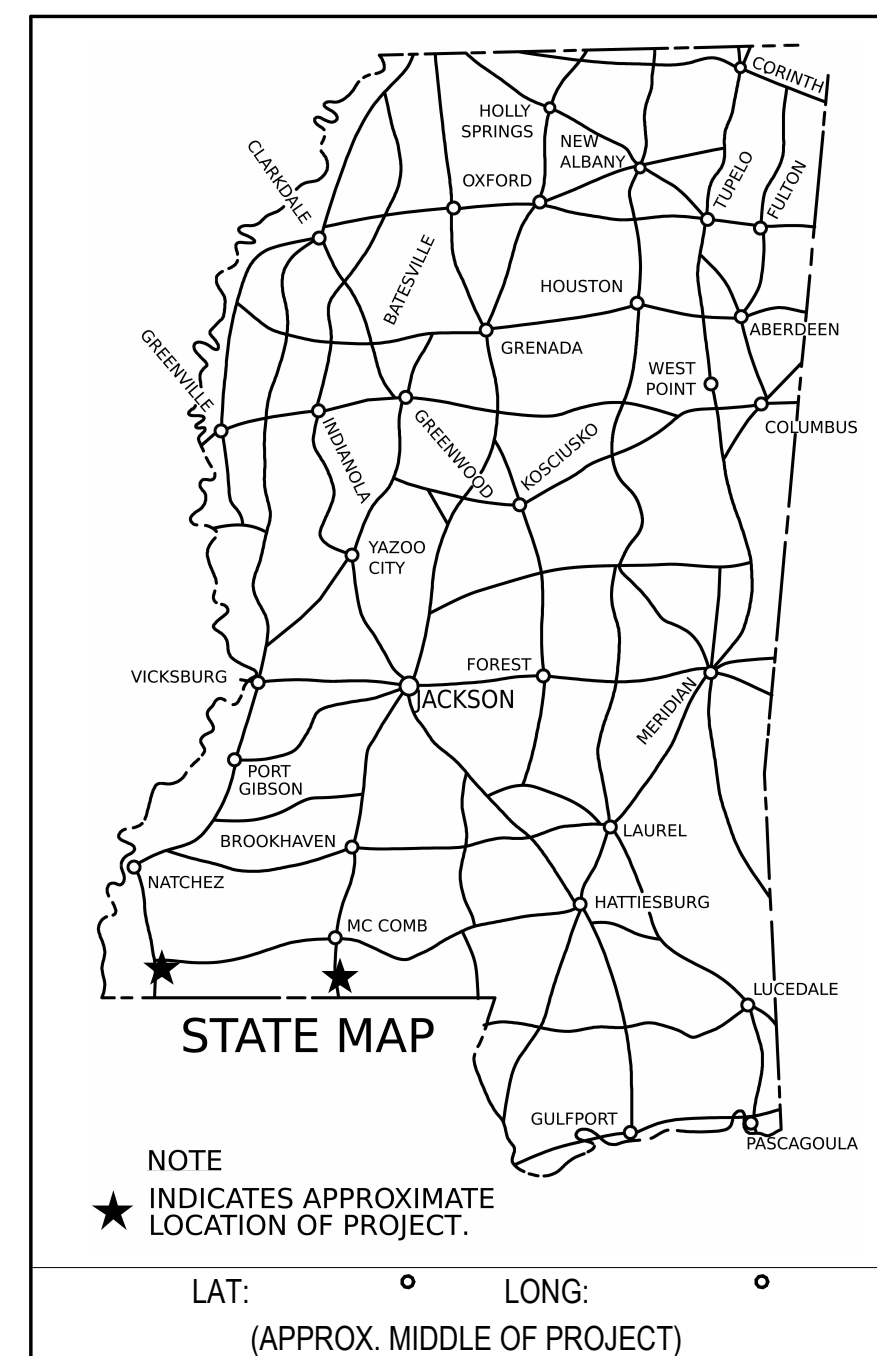 CORINTH
HOLLY
SPRINGS
NEW
ALBANY
CLARKDALE
OXFORD
TUPELO
FULTON
BATESVILLE
HOUSTON
ABERDEEN
GREENVILLE
GRENADA
WEST
POINT
COLUMBUS
INDIANOLA
GREENWOOD
KOSCIUSKO
YAZOO
CITY
VICKSBURG
FOREST
JACKSON
MERIDIAN
PORT
GIBSON
BROOKHAVEN
LAUREL
NATCHEZ
HATTIESBURG
MC COMB
LUCEDALE
STATE MAP
GULFPORT
PASCAGOULA
NOTE
INDICATES APPROXIMATE
LOCATION OF PROJECT.
LAT: ° LONG: °
(APPROX. MIDDLE OF PROJECT)